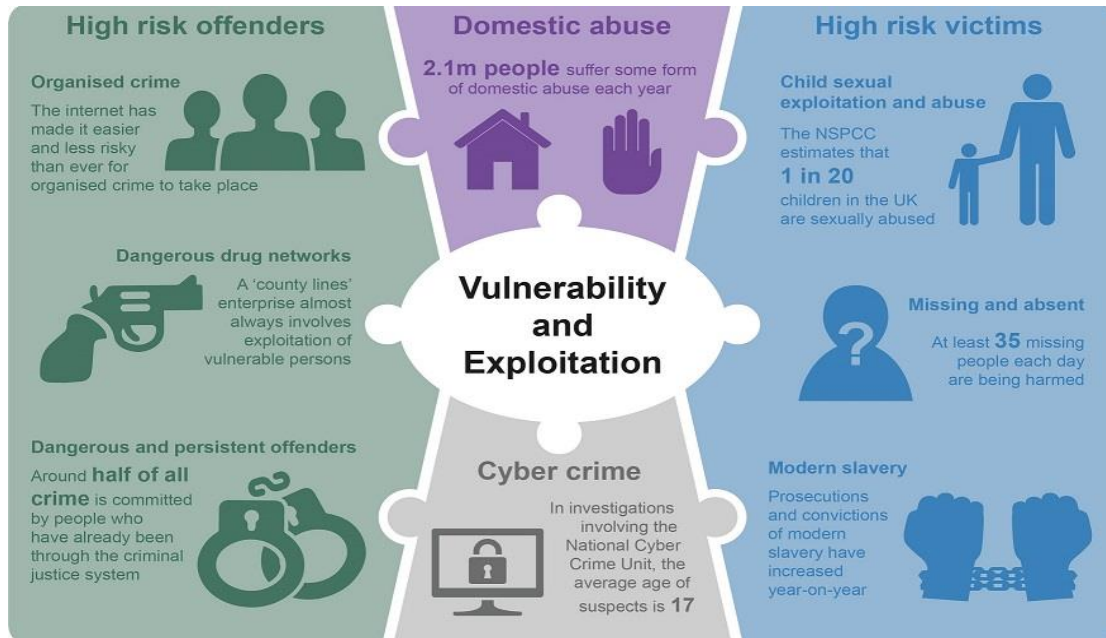 High risk offenders
Organised crime
The internet has
made it easier
and less risky
than ever for
organised crime to take place
Dangerous drug networks
A ‘county lines’
enterprise almost
always involves
exploitation of
vulnerable persons
Dangerous and persistent offenders
Around half of all
crime is committed
by people who
have already been
through the criminal
justice system
Domestic abuse
2.1m people suffer some form
of domestic abuse each year
Vulnerability
and
Exploitation
Cyber crime
In investigations
involving the
National Cyber
Crime Unit, the
average age of
suspects is 17
High risk victims
Child sexual
exploitation and abuse
The NSPCC
estimates that
1 in 20
children in the UK
are sexually abused
?
Missing and absent
At least 35 missing
people each day
are being harmed
Modern slavery
Prosecutions
and convictions
of modern
slavery have
increased
year-on-year